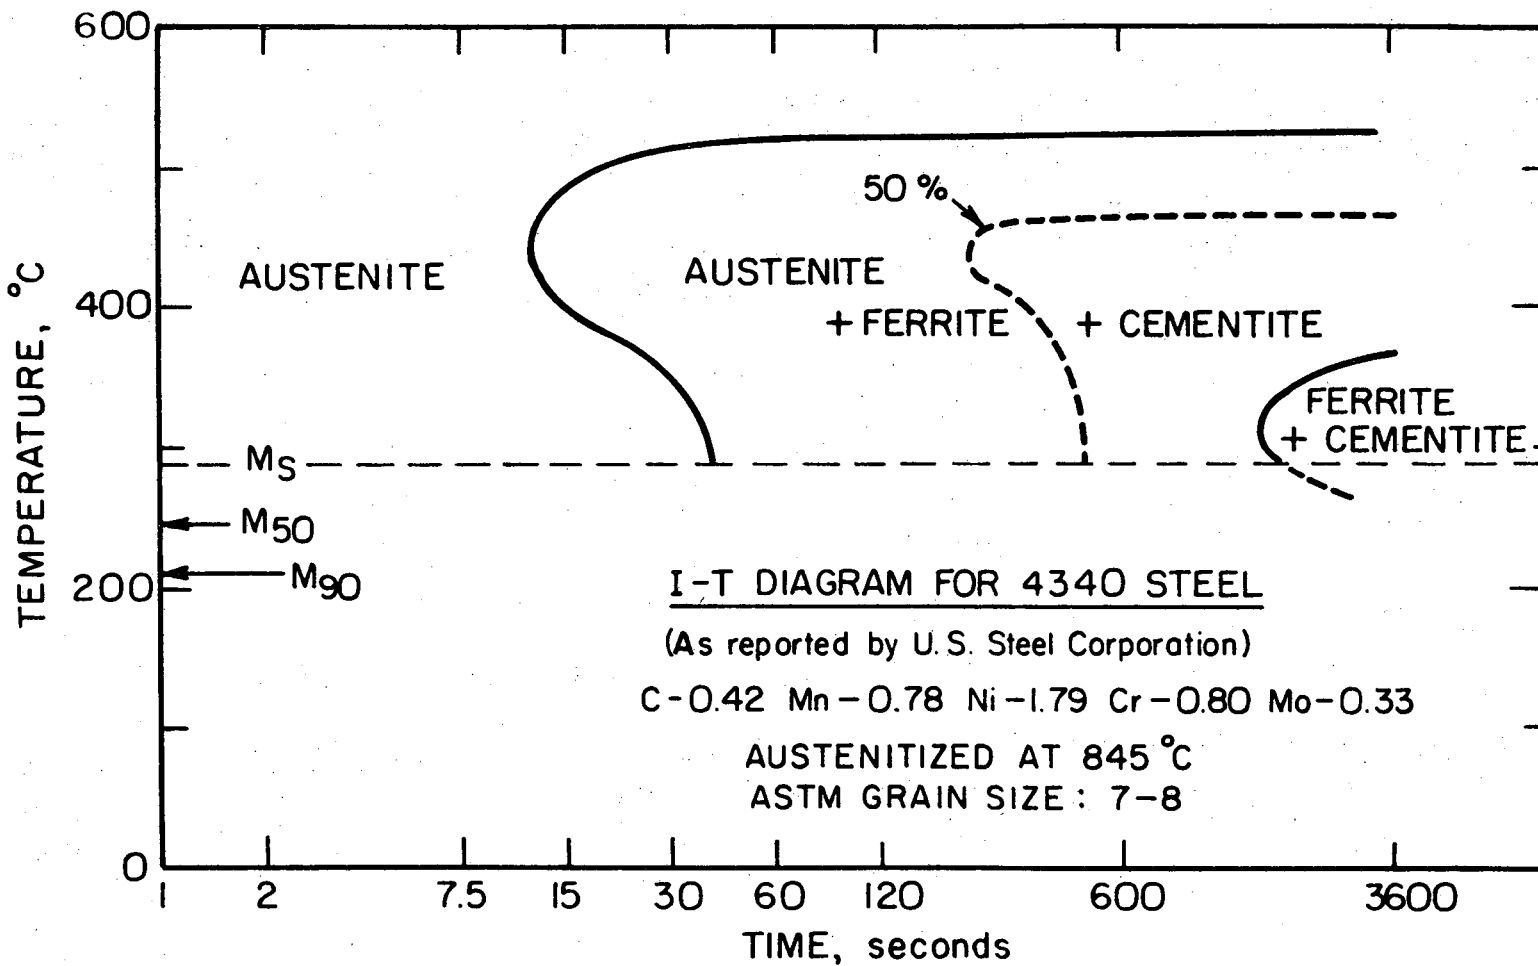 600
50 %
TEMPERATURE, °C
AUSTENITE
AUSTENITE
400
+ FERRITE
+ CEMENTITE
FERRITE
+ CEMENTITE
MS
M50
M90
200
I-T DIAGRAM FOR 4340 STEEL
(As reported by U.S. Steel Corporation)
C-0.42 Mn-0.78 Ni-1.79 Cr-0.80 Mo-0.33
AUSTENITIZED AT 845 °C
ASTM GRAIN SIZE: 7-8
0
1 2 7.5 15 30 60 120 600 3600
TIME, seconds